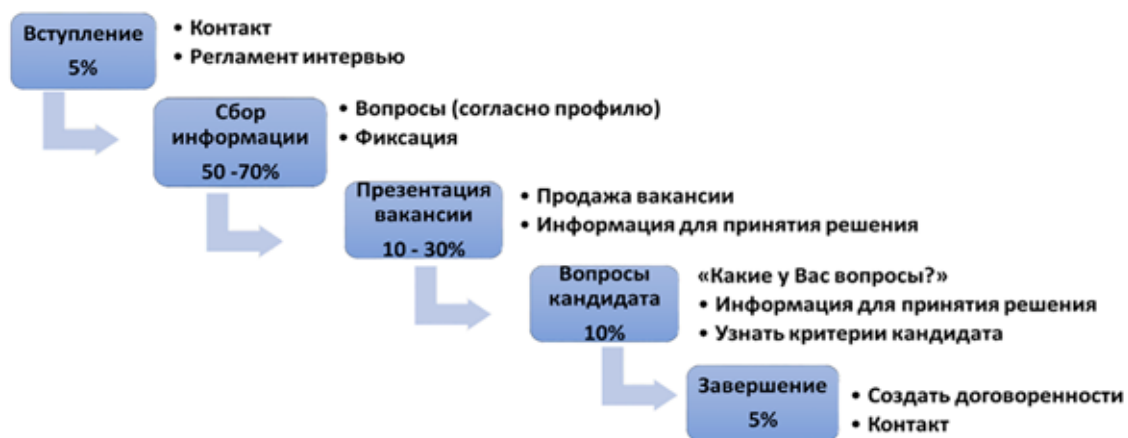 Вступление
5%
• Контакт
• Регламент интервью
Сбор
информации
50 -70%
• Вопросы (согласно профилю)
• Фиксация
Презентация
вакансии
10 - 30%
• Продажа вакансии
• Информация для принятия решения
Вопросы
кандидата
10%
«Какие у Вас вопросы?»
• Информация для принятия решения
• Узнать критерии кандидата
Завершение
5%
• Создать договоренности
• Контакт